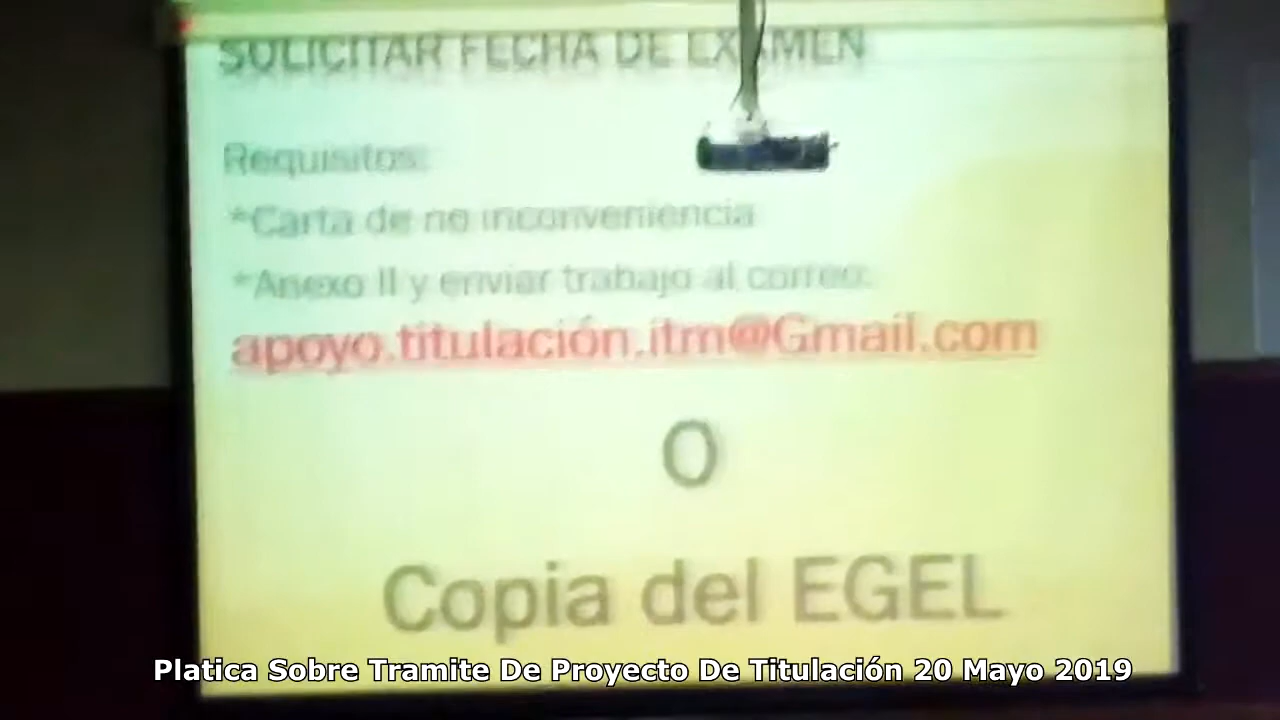 SOLICITAR FECHA DE EXAMEN
Requisitos:
*Carta de no inconveniencia
*Anexo II y enviar trabajo al correo:
apoyo.titulación.itm@Gmail.com
O
Copia del EGEL
Platica Sobre Tramite De Proyecto De Titulación 20 Mayo 2019